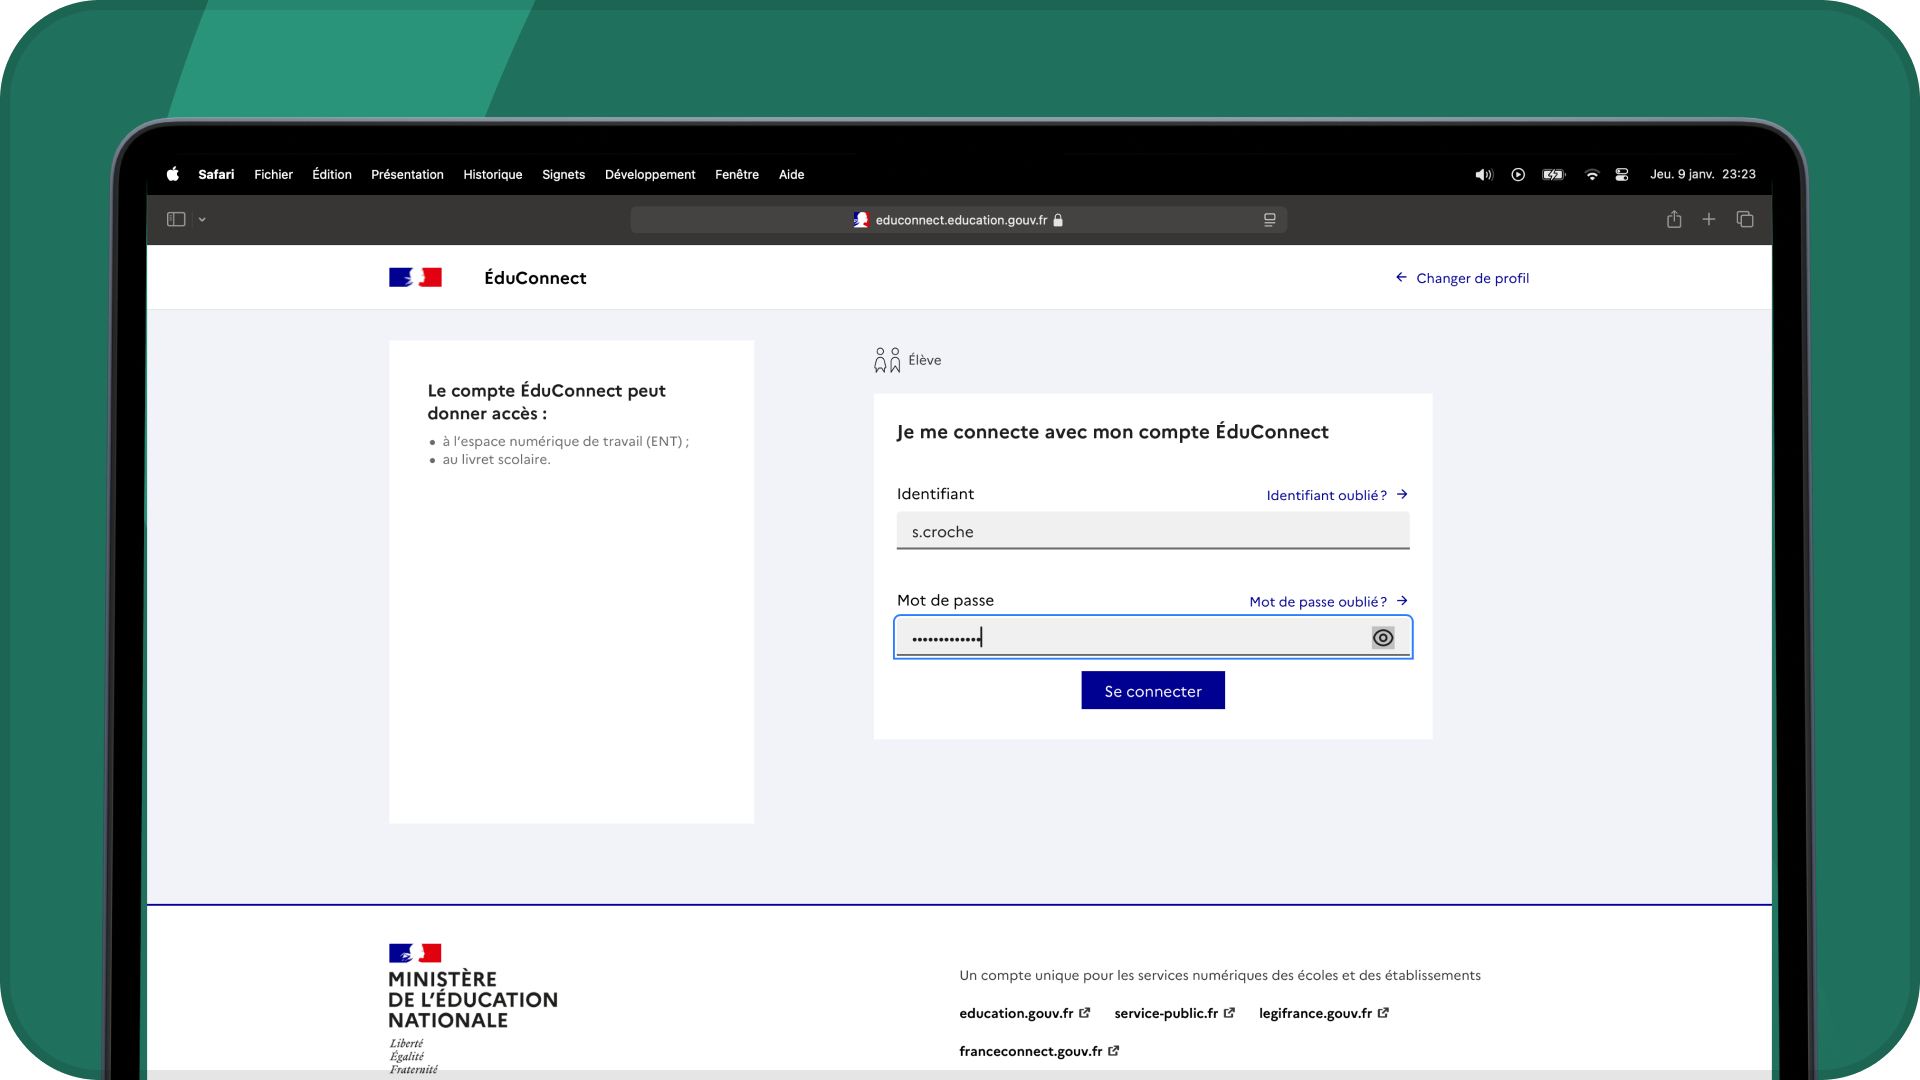 Safari Fichier Édition Présentation Historique Signets Développement Fenêtre Aide Jeu. 9 janv. 23:23
educonnect.education.gouv.fr
ÉduConnect
Changer de profil
Le compte ÉduConnect peut
donner accès :
• à l'espace numérique de travail (ENT) ;
• au livret scolaire.
Élève
Je me connecte avec mon compte ÉduConnect
Identifiant
Identifiant oublié ?
s.croche
Mot de passe
Mot de passe oublié ?
•••••••••••••
Se connecter
MINISTÈRE
DE L'ÉDUCATION
NATIONALE
Liberté
Égalité
Fraternité
Un compte unique pour les services numériques des écoles et des établissements
education.gouv.fr service-public.fr legifrance.gouv.fr
franceconnect.gouv.fr